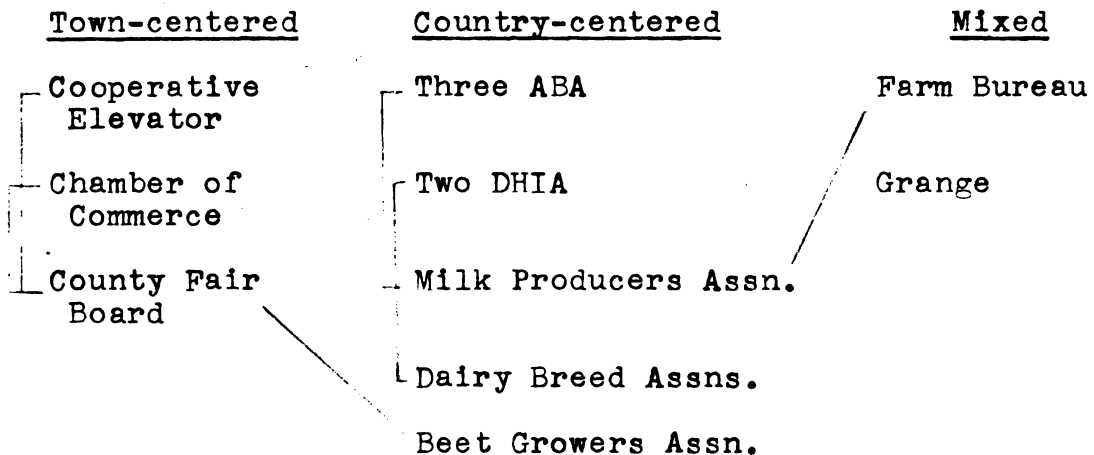 Town-centered Country-centered Mixed
Cooperative Elevator Three ABA Farm Bureau
Chamber of Commerce Two DHIA Grange
County Fair Board Milk Producers Assn.
Dairy Breed Assns.
Beet Growers Assn.